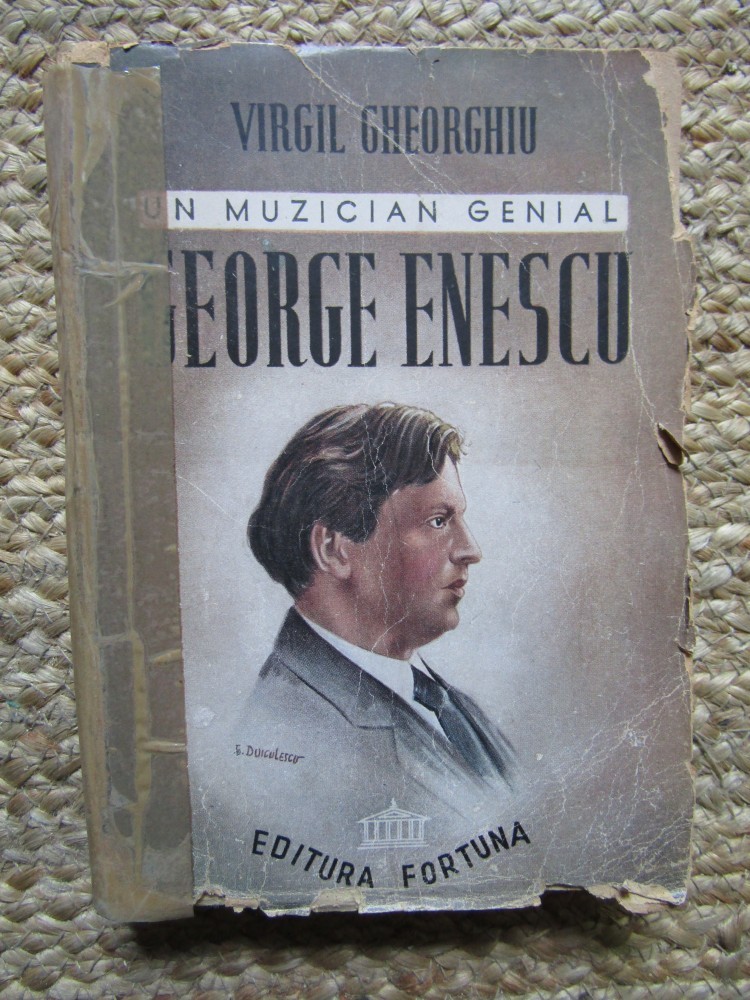 VIRGIL GHEORGHIU
UN MUZICIAN GENIAL
GEORGE ENESCU
EDITURA FORTUNA